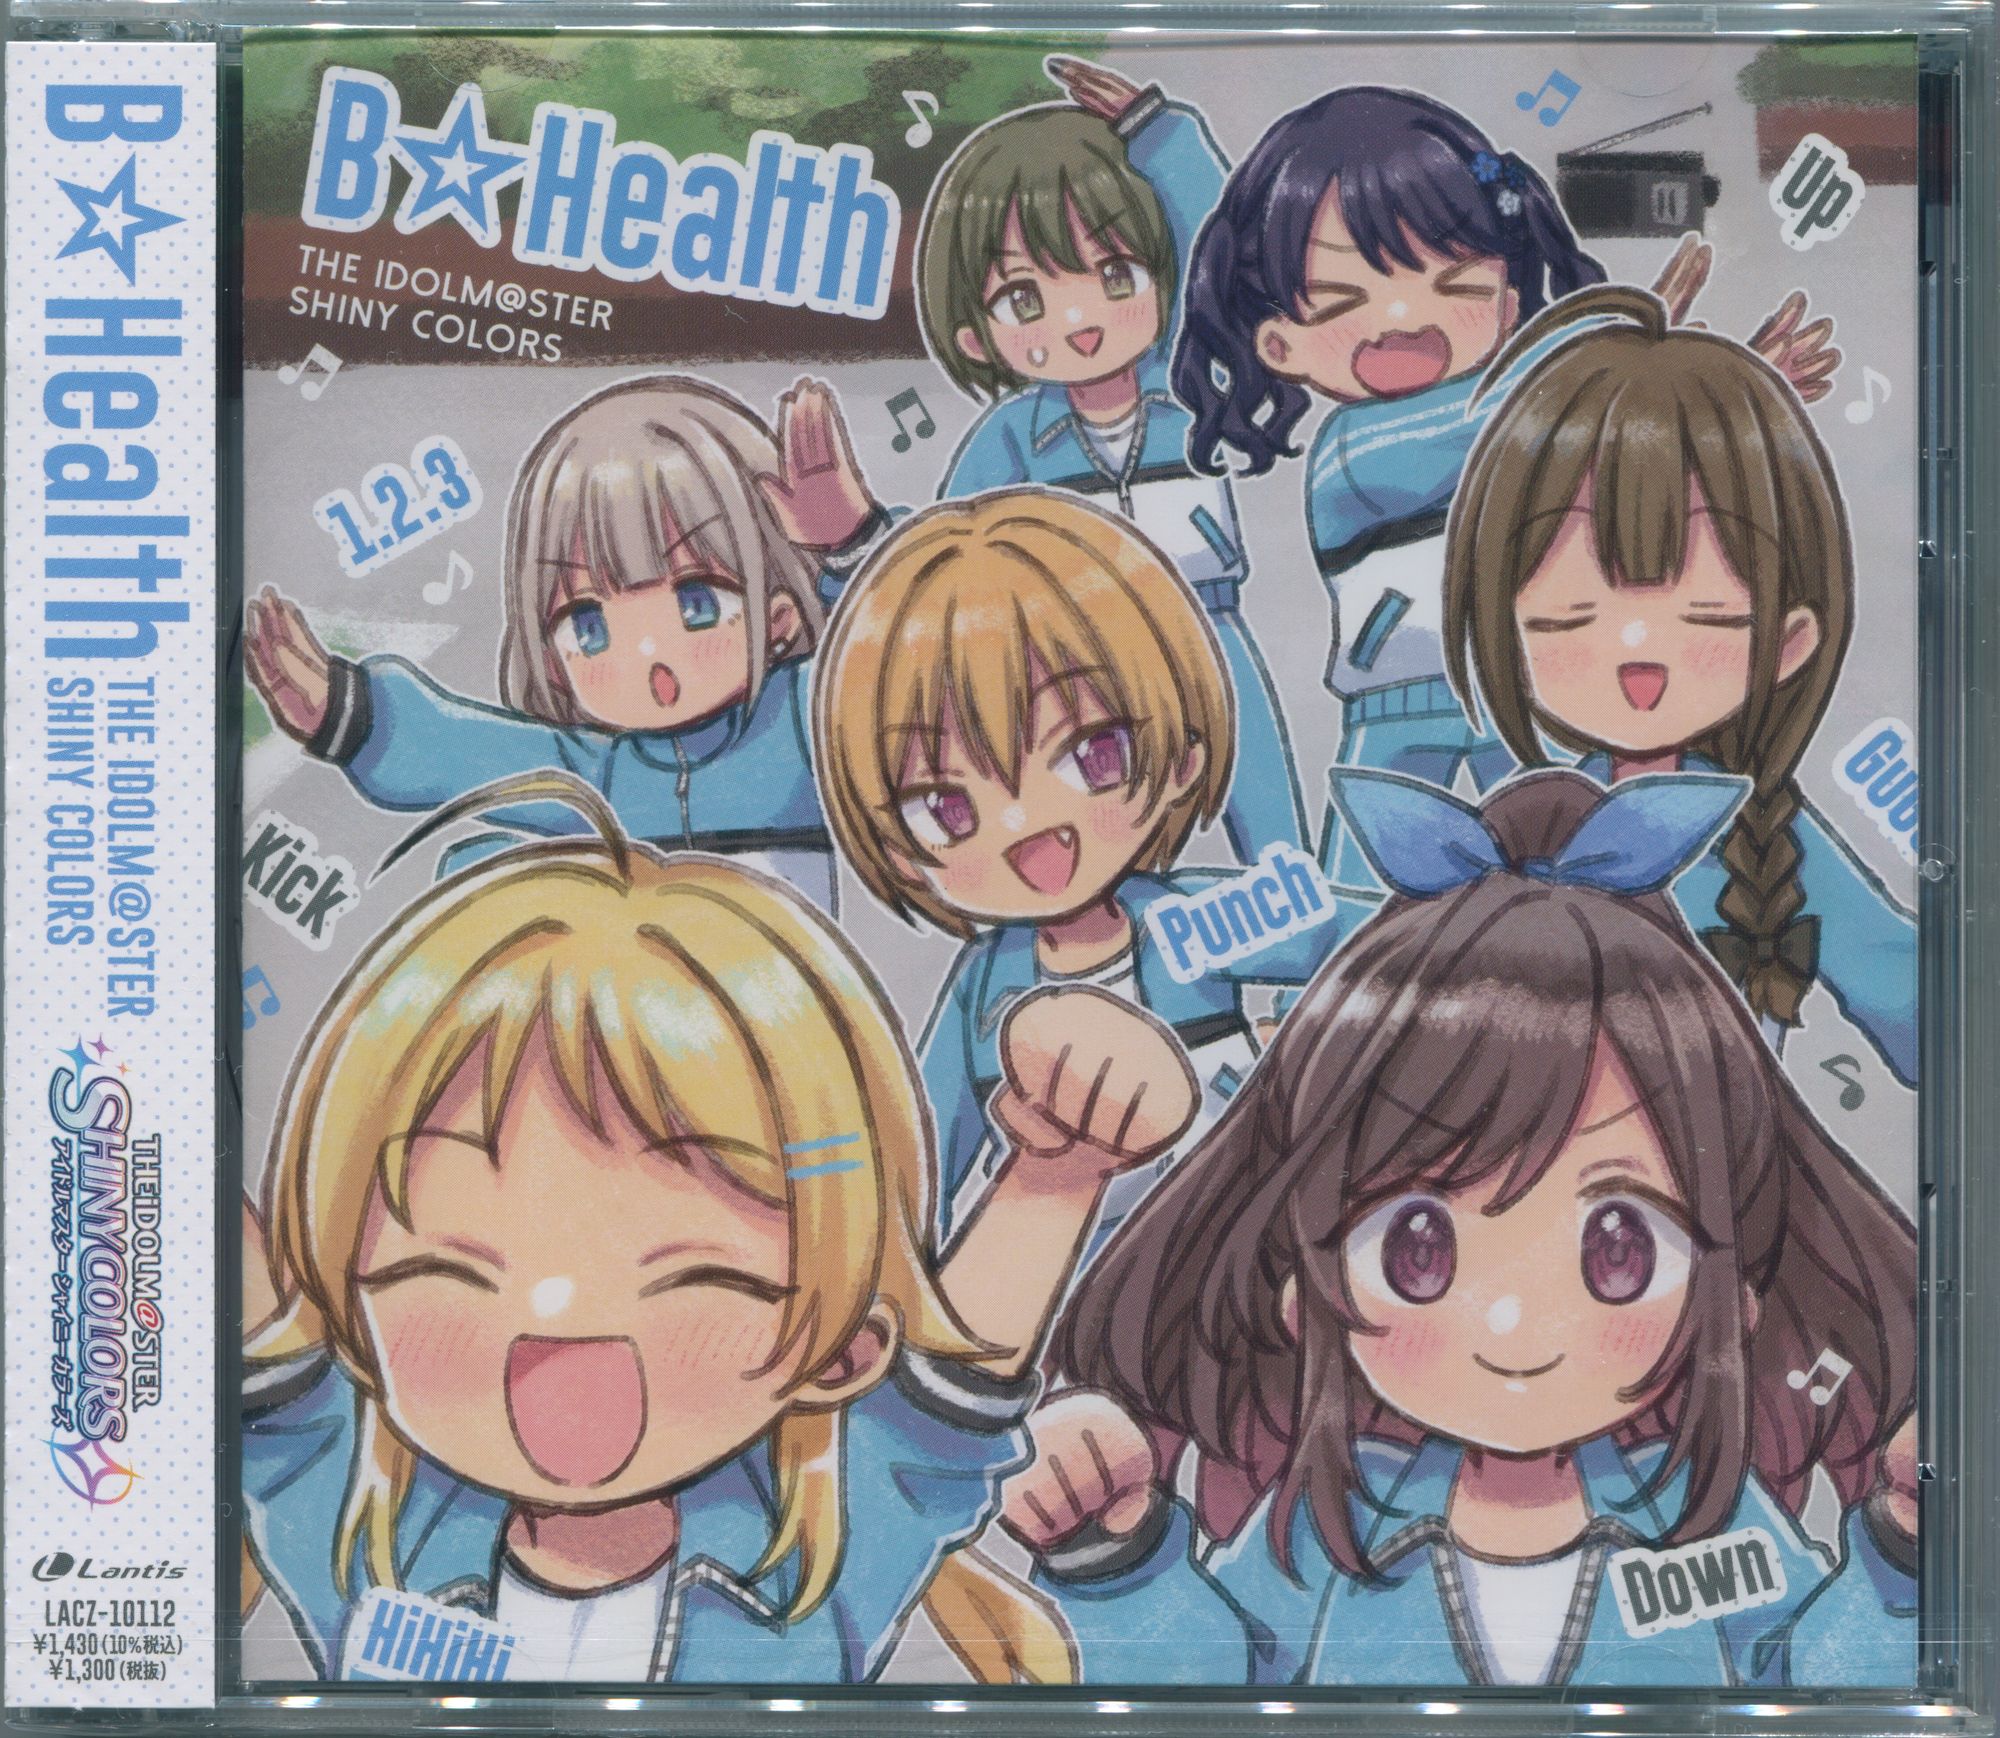 B☆Health
THE IDOLM@STER
SHINY COLORS
THE iDOLM@STER
SHINY COLORS
アイドルマスター シャイニーカラーズ
Lantis
LACZ-10112
¥1,430(10%税込)
¥1,300(税抜)
B☆Health
THE IDOLM@STER
SHINY COLORS
Up
1.2.3
Kick
Punch
Down
HiHiHi